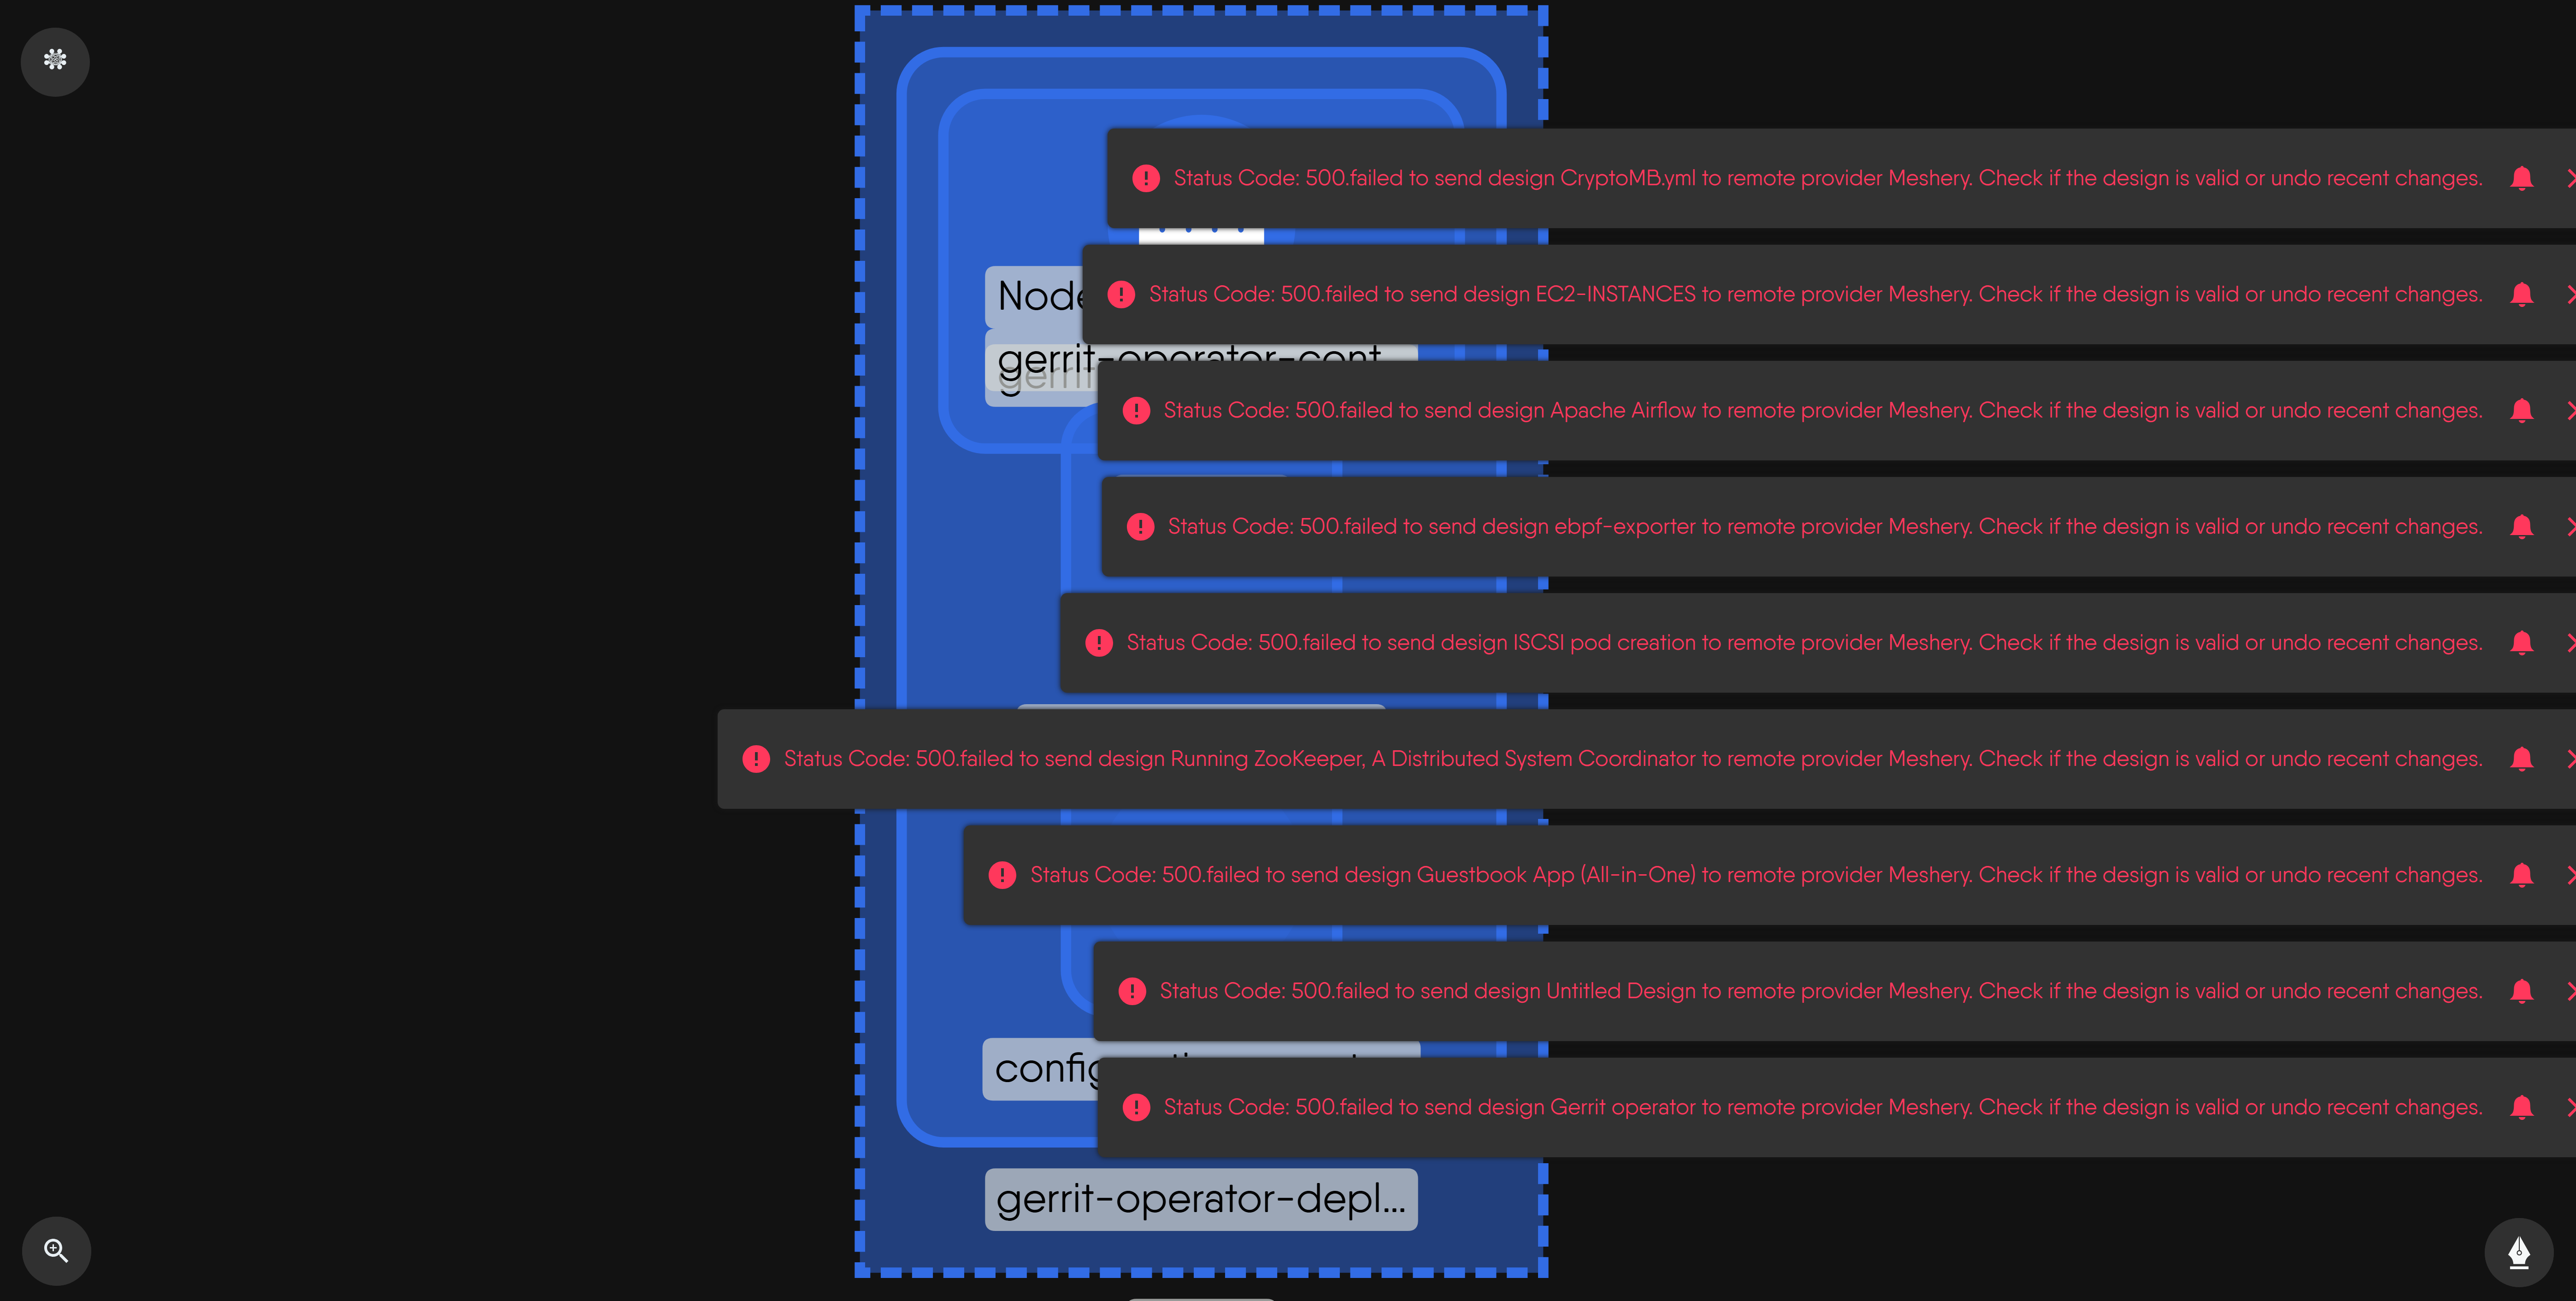 Status Code: 500.failed to send design CryptoMB.yml to remote provider Meshery. Check if the design is valid or undo recent changes.
Status Code: 500.failed to send design EC2-INSTANCES to remote provider Meshery. Check if the design is valid or undo recent changes.
gerrit-operator-cont...
Status Code: 500.failed to send design Apache Airflow to remote provider Meshery. Check if the design is valid or undo recent changes.
Status Code: 500.failed to send design ebpf-exporter to remote provider Meshery. Check if the design is valid or undo recent changes.
Status Code: 500.failed to send design ISCSI pod creation to remote provider Meshery. Check if the design is valid or undo recent changes.
Status Code: 500.failed to send design Running ZooKeeper, A Distributed System Coordinator to remote provider Meshery. Check if the design is valid or undo recent changes.
Status Code: 500.failed to send design Guestbook App (All-in-One) to remote provider Meshery. Check if the design is valid or undo recent changes.
Status Code: 500.failed to send design Untitled Design to remote provider Meshery. Check if the design is valid or undo recent changes.
Status Code: 500.failed to send design Gerrit operator to remote provider Meshery. Check if the design is valid or undo recent changes.
gerrit-operator-depl...